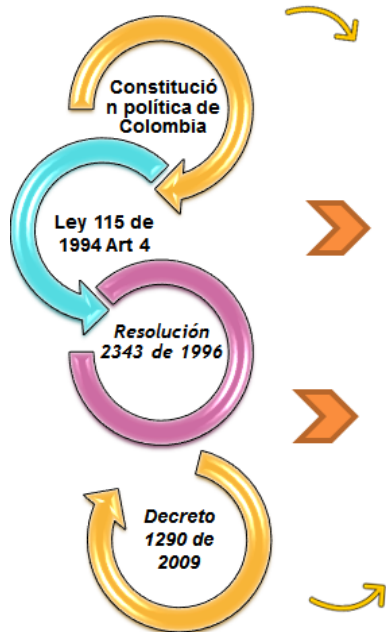 Constitució
n política de
Colombia
Ley 115 de
1994 Art 4
Resolución
2343 de 1996
Decreto
1290 de
2009